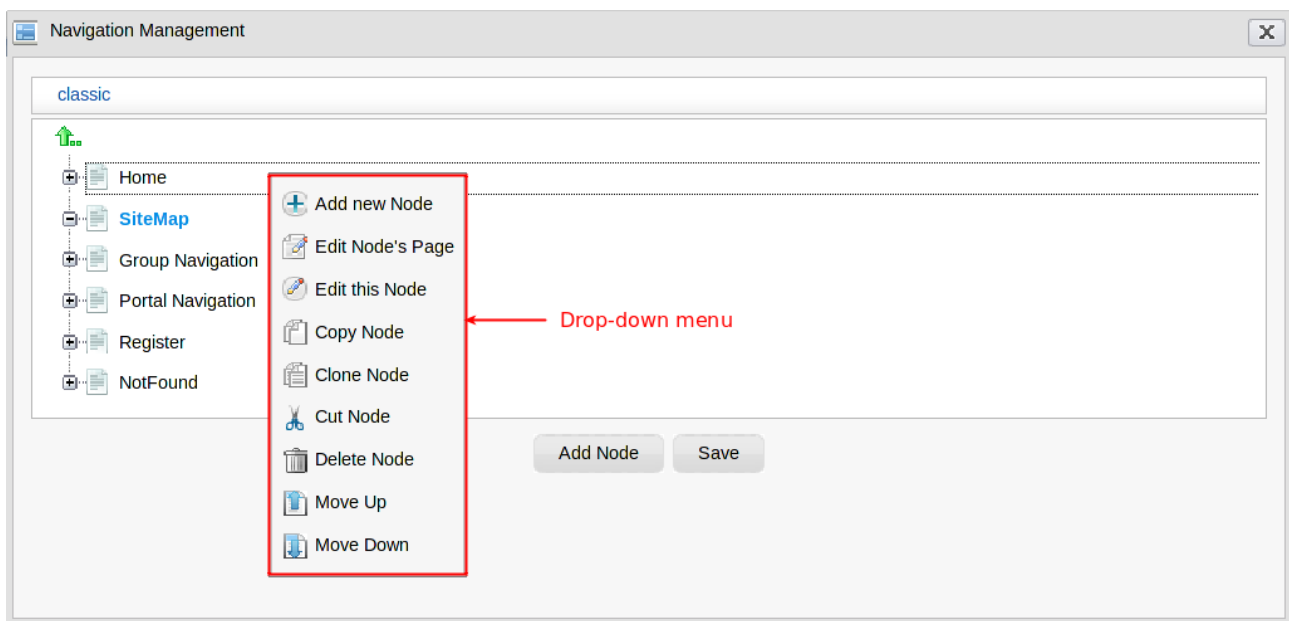 Navigation Management
X
classic
Home
SiteMap
Group Navigation
Portal Navigation
Register
NotFound
Add new Node
Edit Node's Page
Edit this Node
Copy Node
Clone Node
Cut Node
Delete Node
Move Up
Move Down
Drop-down menu
Add Node
Save